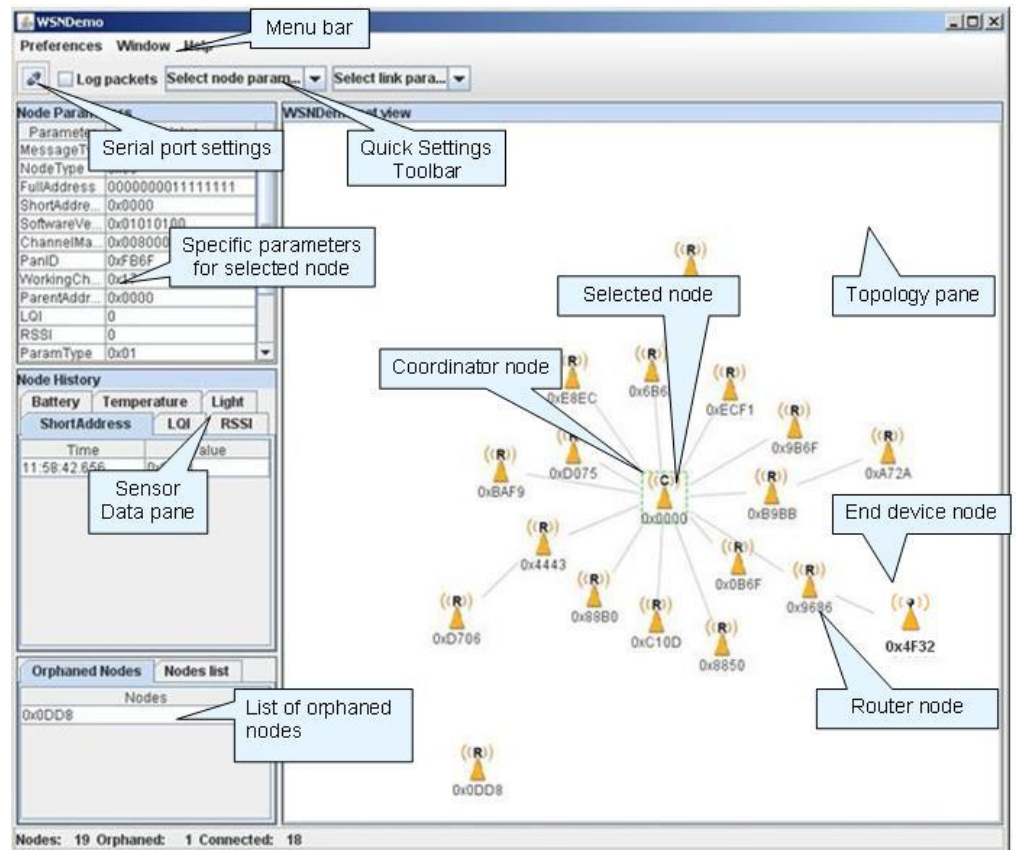 WSNDemo
Menu bar
Preferences Window Help
Log packets Select node param... Select link para...
Node Param
WSNDem
et view
Parameter
MessageTy
Serial port settings
Quick Settings
Toolbar
NodeType
FullAddress 0000000011111111
ShortAddre... 0x0000
SoftwareVe... 0x01010100
ChannelMa... 0x008000
PanID 0xFB6F
WorkingCh...
ParentAddr... 0x0000
LQI 0
RSSI 0
ParamType 0x01
Specific parameters
for selected node
((R))
Selected node
Topology pane
Coordinator node
((R))
0xE8EC
((R))
0x6B6
((R))
0xECF1
((R))
0x9B6F
((R))
0xA72A
((R))
0xBAF9
((R))
0xD075
((C))
0x0000
((R))
0xB9BB
End device node
((R))
0x4443
((R))
0x0B6F
((R))
0x9686
0x4F32
((R))
0xD706
((R))
0x88B0
((R))
0xC10D
((R))
0x8850
Router node
((R))
0x0DD8
Node History
Battery Temperature Light
ShortAddress LQI RSSI
Time
alue
11:58:42.656
Sensor
Data pane
Orphaned Nodes Nodes list
Nodes
0x0DD8
List of orphaned
nodes
Nodes: 19 Orphaned: 1 Connected: 18